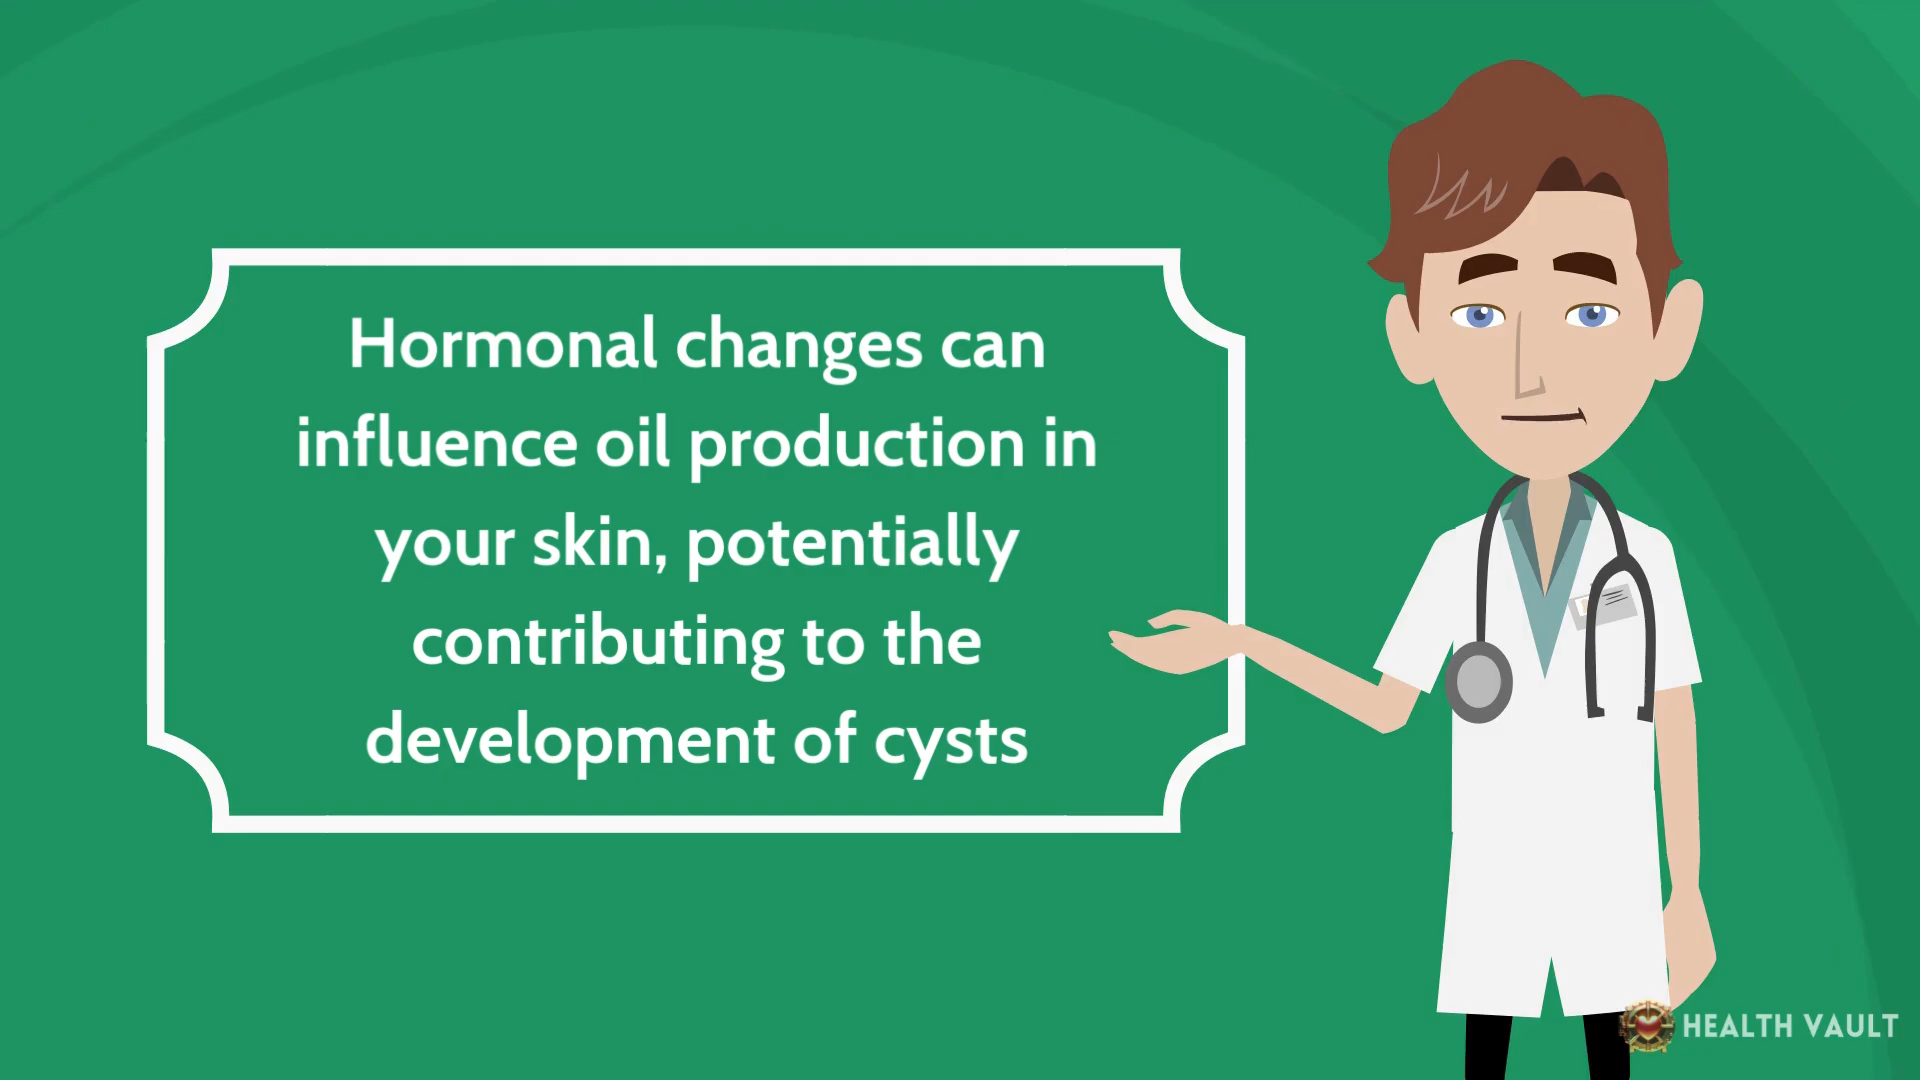 Hormonal changes can
influence oil production in
your skin, potentially
contributing to the
development of cysts
HEALTH VAULT